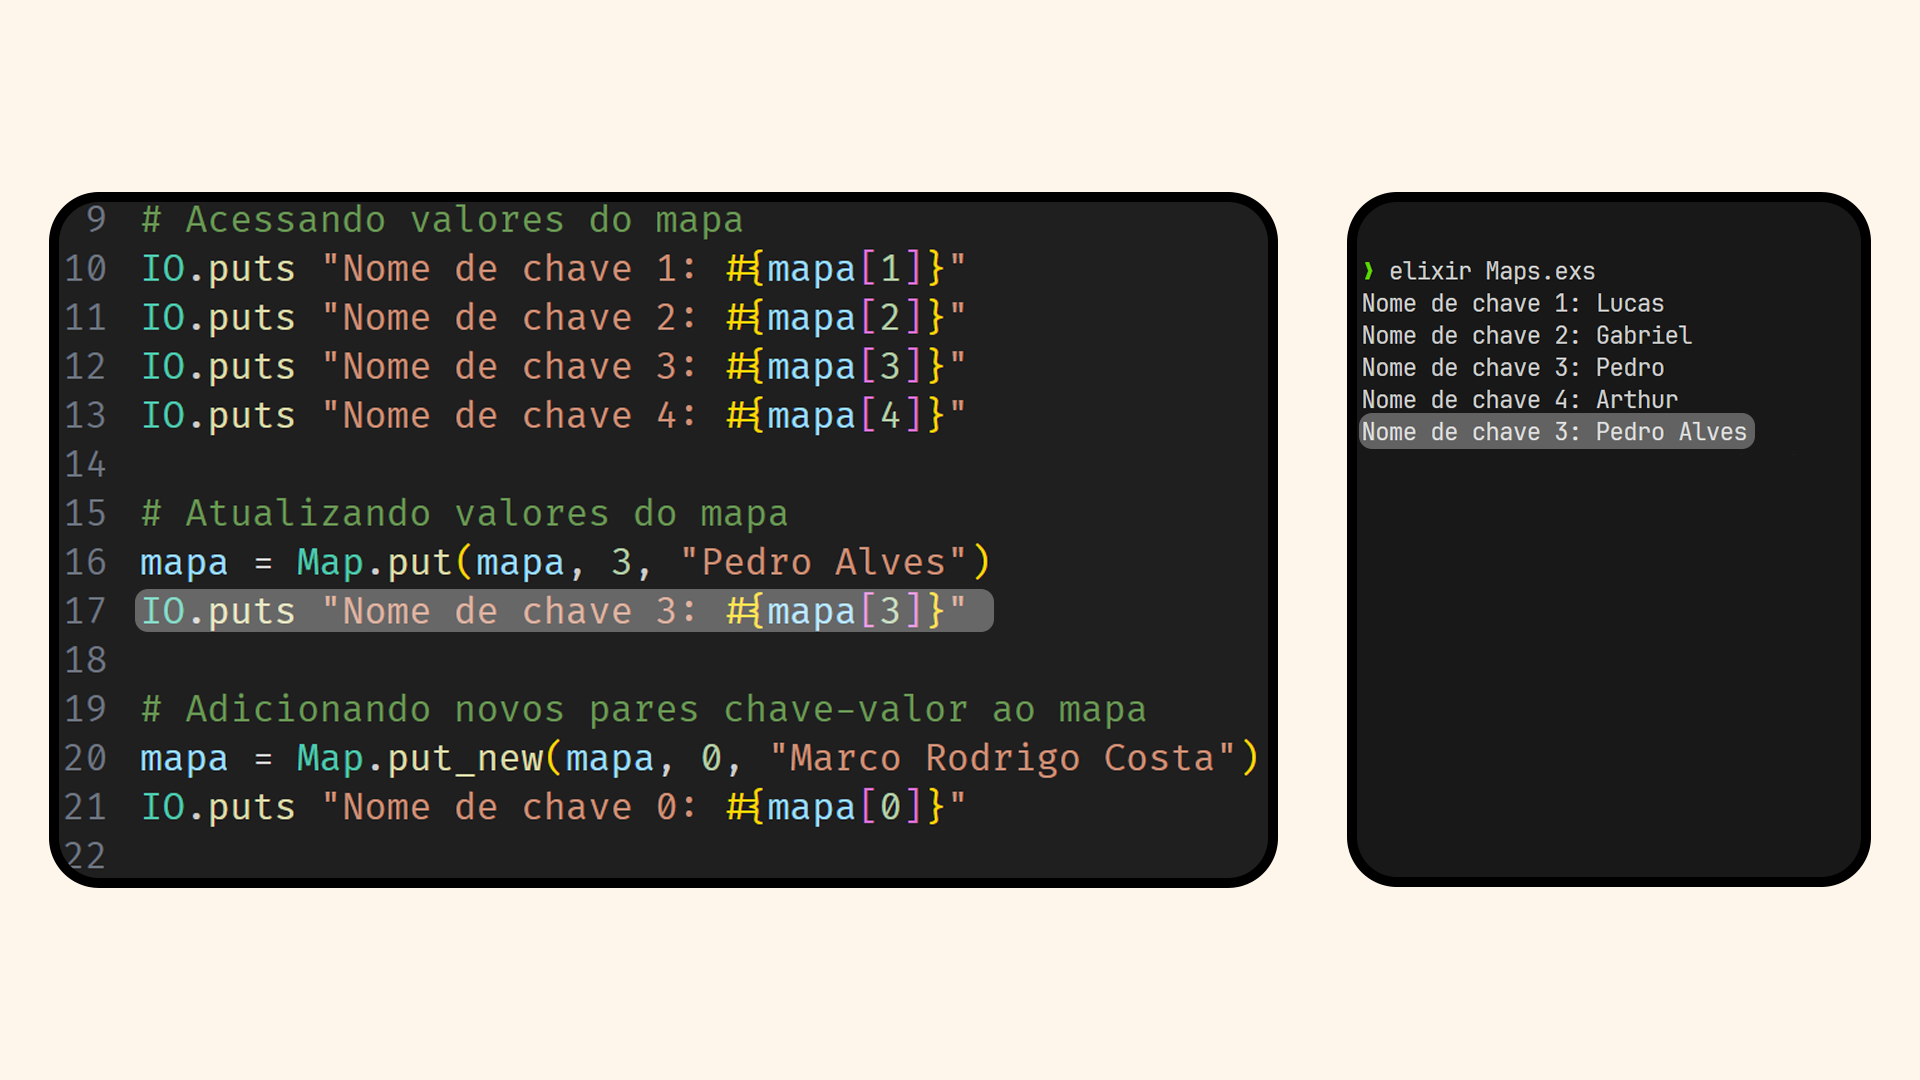 9 # Acessando valores do mapa
10 IO.puts "Nome de chave 1: #{mapa[1]}"
11 IO.puts "Nome de chave 2: #{mapa[2]}"
12 IO.puts "Nome de chave 3: #{mapa[3]}"
13 IO.puts "Nome de chave 4: #{mapa[4]}"
14
15 # Atualizando valores do mapa
16 mapa = Map.put(mapa, 3, "Pedro Alves")
17 IO.puts "Nome de chave 3: #{mapa[3]}"
18
19 # Adicionando novos pares chave-valor ao mapa
20 mapa = Map.put_new(mapa, 0, "Marco Rodrigo Costa")
21 IO.puts "Nome de chave 0: #{mapa[0]}"
22
❯ elixir Maps.exs
Nome de chave 1: Lucas
Nome de chave 2: Gabriel
Nome de chave 3: Pedro
Nome de chave 4: Arthur
Nome de chave 3: Pedro Alves